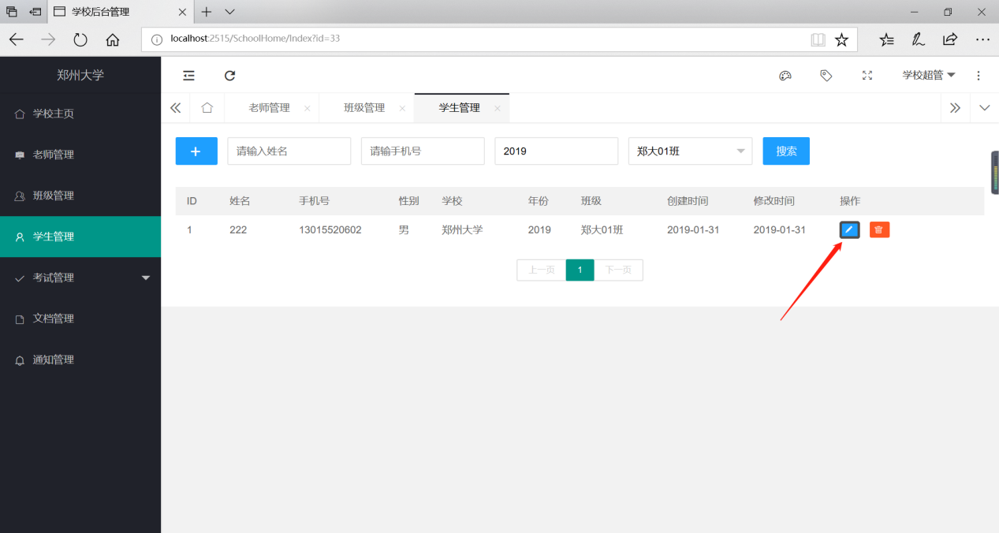 学校后台管理
localhost:2515/SchoolHome/Index?id=33
郑州大学
学校超管
学校主页
老师管理
班级管理
学生管理
考试管理
文档管理
通知管理
老师管理
班级管理
学生管理
请输入姓名
请输手机号
2019
郑大01班
搜索
ID 姓名 手机号 性别 学校 年份 班级 创建时间 修改时间 操作
1 222 13015520602 男 郑州大学 2019 郑大01班 2019-01-31 2019-01-31
上一页 1 下一页